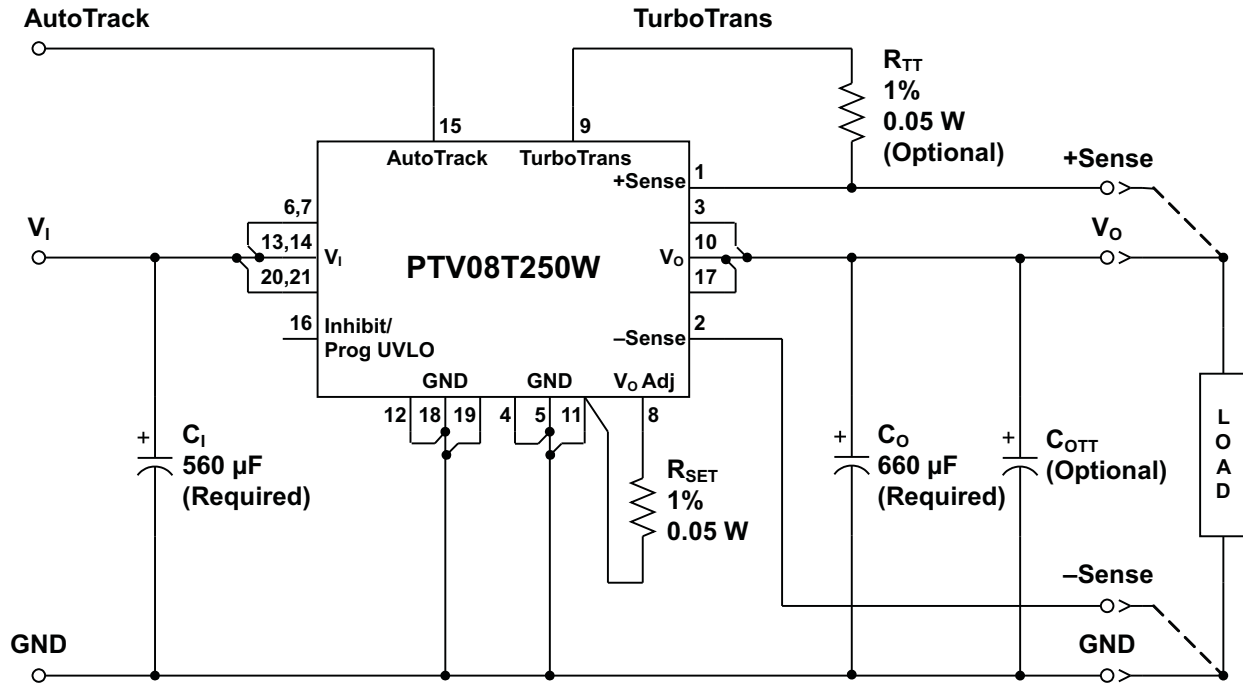 AutoTrack
TurboTrans
R_TT
1%
0.05 W
(Optional)
15
9
AutoTrack
TurboTrans
+Sense
1
+Sense
6,7
3
V_I
13,14
V_I
PTV08T250W
V_O
10
V_O
20,21
17
16
Inhibit/
Prog UVLO
–Sense
2
GND
GND
V_O Adj
12
18
19
4
5
11
8
+
C_I
560 µF
(Required)
R_SET
1%
0.05 W
+
C_O
660 µF
(Required)
+
C_OTT
(Optional)
L
O
A
D
–Sense
GND
GND